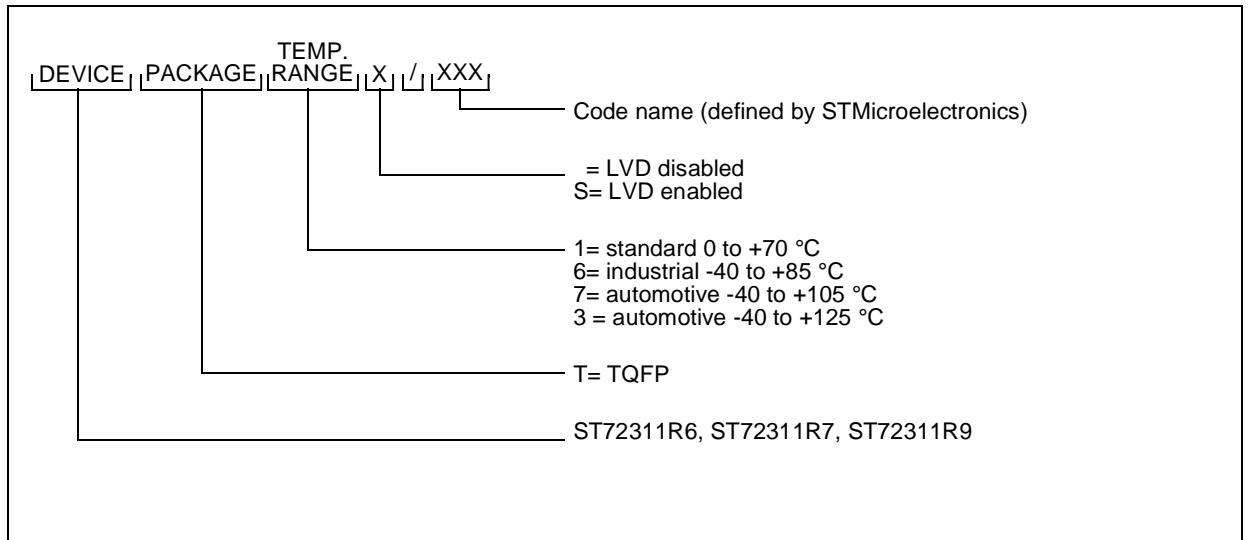 TEMP.
DEVICE PACKAGE RANGE X / XXX
Code name (defined by STMicroelectronics)
= LVD disabled
S= LVD enabled
1= standard 0 to +70 °C
6= industrial -40 to +85 °C
7= automotive -40 to +105 °C
3 = automotive -40 to +125 °C
T= TQFP
ST72311R6, ST72311R7, ST72311R9